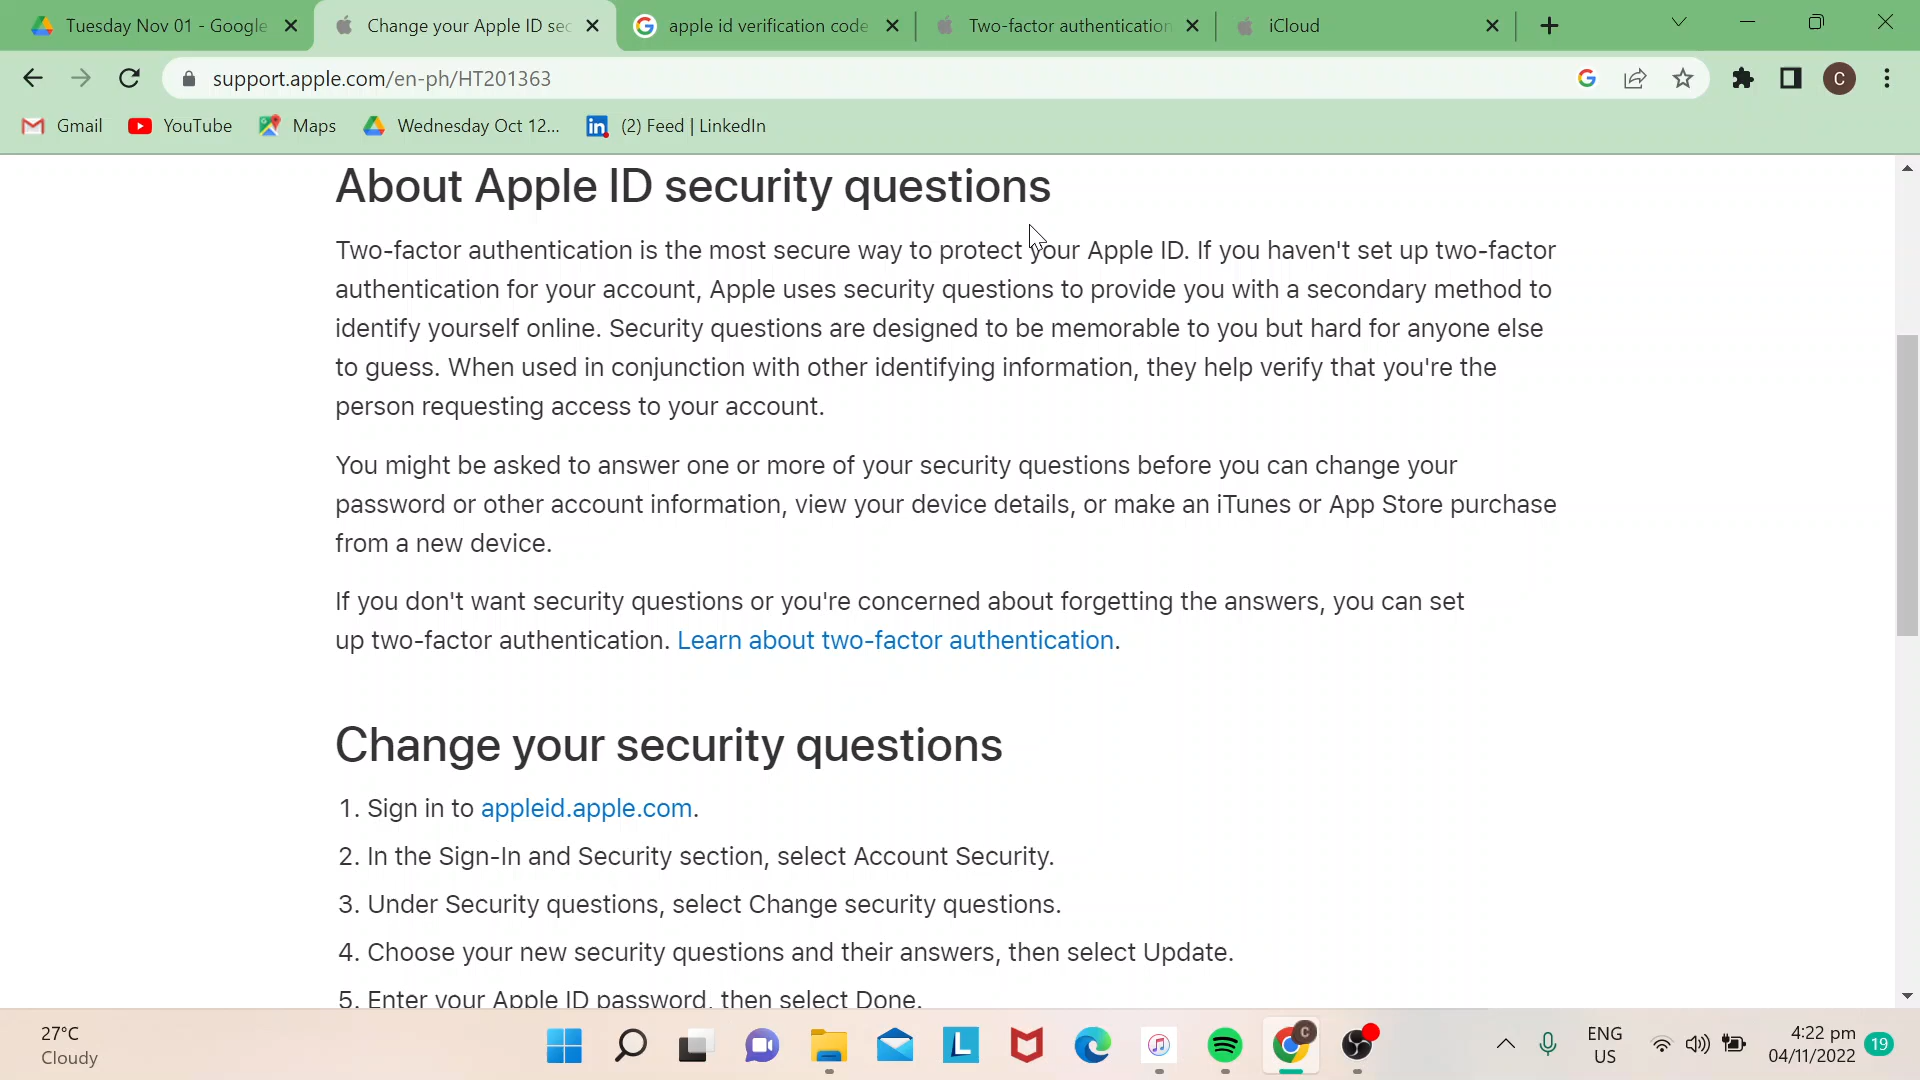 Tuesday Nov 01 - Google
Change your Apple ID sec
apple id verification code
Two-factor authentication
iCloud
support.apple.com/en-ph/HT201363
C
Gmail
YouTube
Maps
Wednesday Oct 12...
(2) Feed | LinkedIn
About Apple ID security questions
Two-factor authentication is the most secure way to protect your Apple ID. If you haven't set up two-factor
authentication for your account, Apple uses security questions to provide you with a secondary method to
identify yourself online. Security questions are designed to be memorable to you but hard for anyone else
to guess. When used in conjunction with other identifying information, they help verify that you're the
person requesting access to your account.
You might be asked to answer one or more of your security questions before you can change your
password or other account information, view your device details, or make an iTunes or App Store purchase
from a new device.
If you don't want security questions or you're concerned about forgetting the answers, you can set
up two-factor authentication. Learn about two-factor authentication.
Change your security questions
1. Sign in to appleid.apple.com.
2. In the Sign-In and Security section, select Account Security.
3. Under Security questions, select Change security questions.
4. Choose your new security questions and their answers, then select Update.
5. Enter your Apple ID password, then select Done.
27°C
Cloudy
ENG
US
4:22 pm
04/11/2022
19